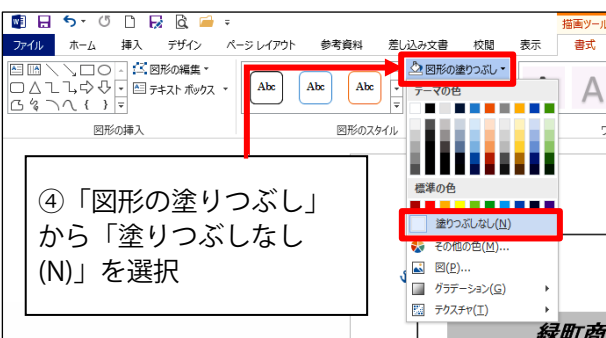 描画ツール
ファイル ホーム 挿入 デザイン ページ レイアウト 参考資料 差し込み文書 校閲 表示 書式
図形の編集
テキスト ボックス
図形の挿入
Abc Abc Abc
図形のスタイル
図形の塗りつぶし
A
テーマの色
標準の色
塗りつぶしなし(N)
その他の色(M)...
図(P)...
グラデーション(G)
テクスチャ(T)
④「図形の塗りつぶし」
から「塗りつぶしなし
(N)」を選択
緑町商